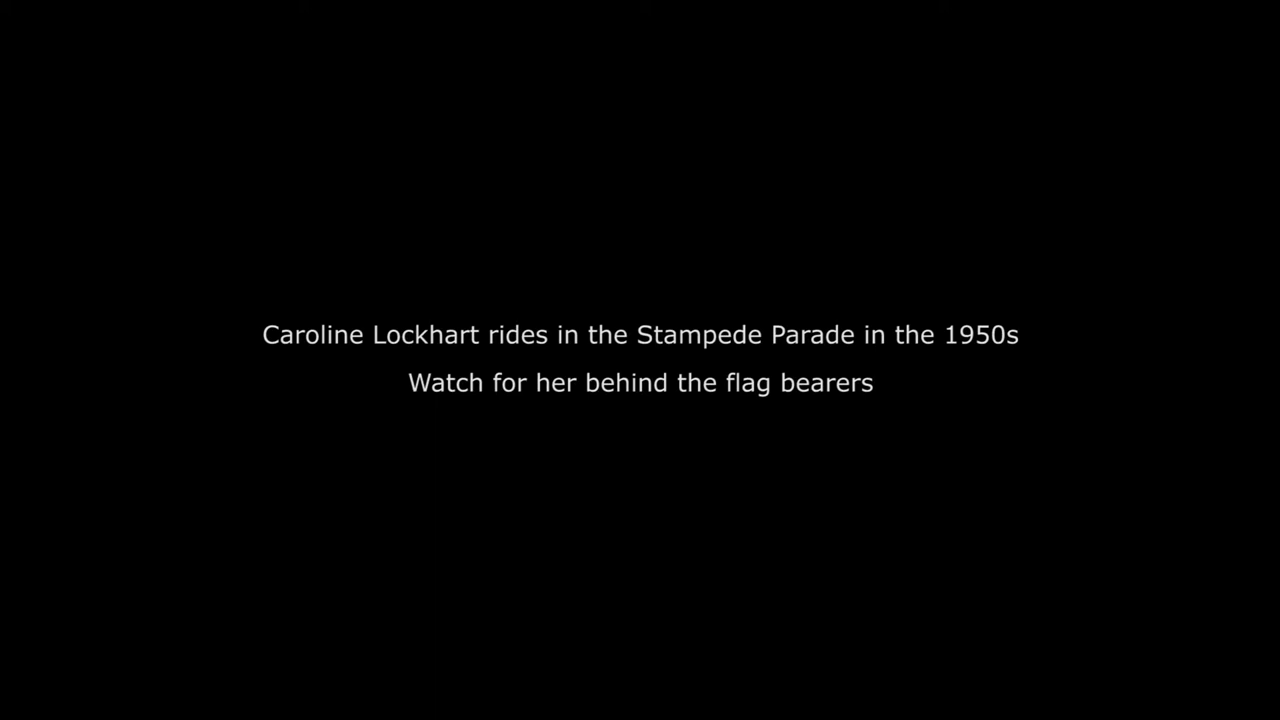 Caroline Lockhart rides in the Stampede Parade in the 1950s
Watch for her behind the flag bearers